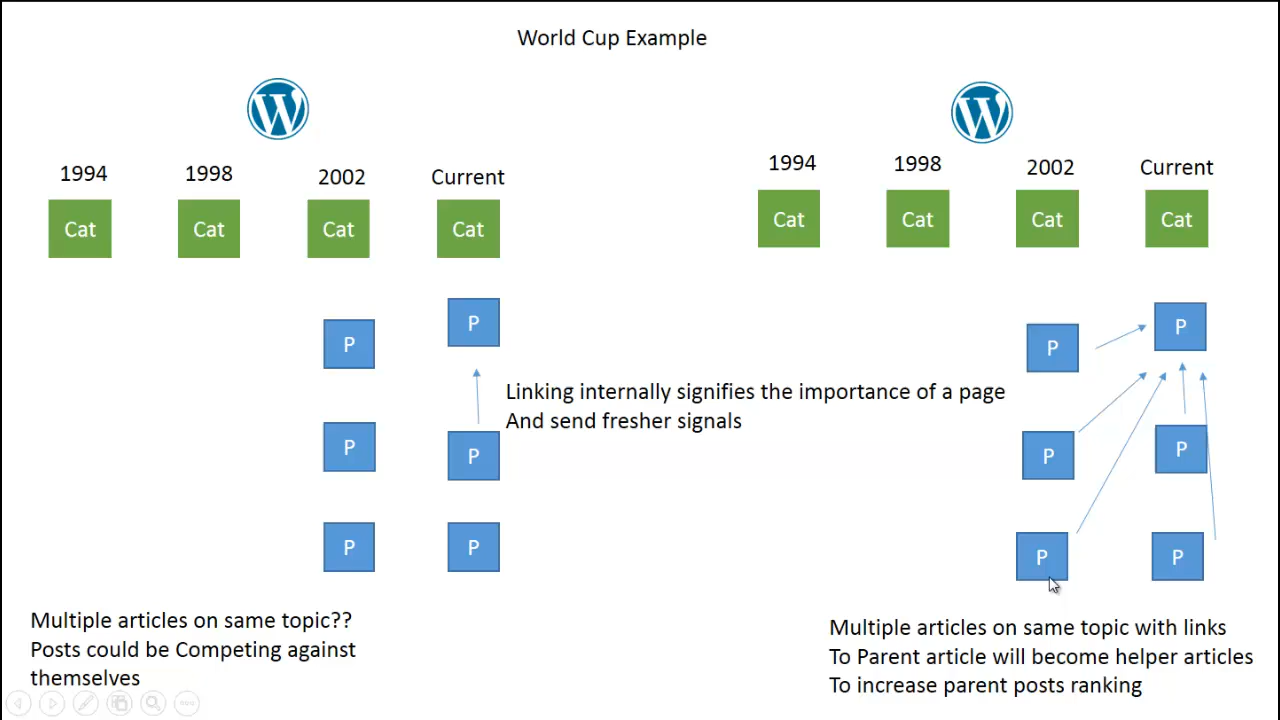 World Cup Example
1994 1998 2002 Current
Cat Cat Cat Cat
P
P
P
P
P
P
Linking internally signifies the importance of a page
And send fresher signals
Multiple articles on same topic??
Posts could be Competing against
themselves
1994 1998 2002 Current
Cat Cat Cat Cat
P
P
P
P
P
P
Multiple articles on same topic with links
To Parent article will become helper articles
To increase parent posts ranking